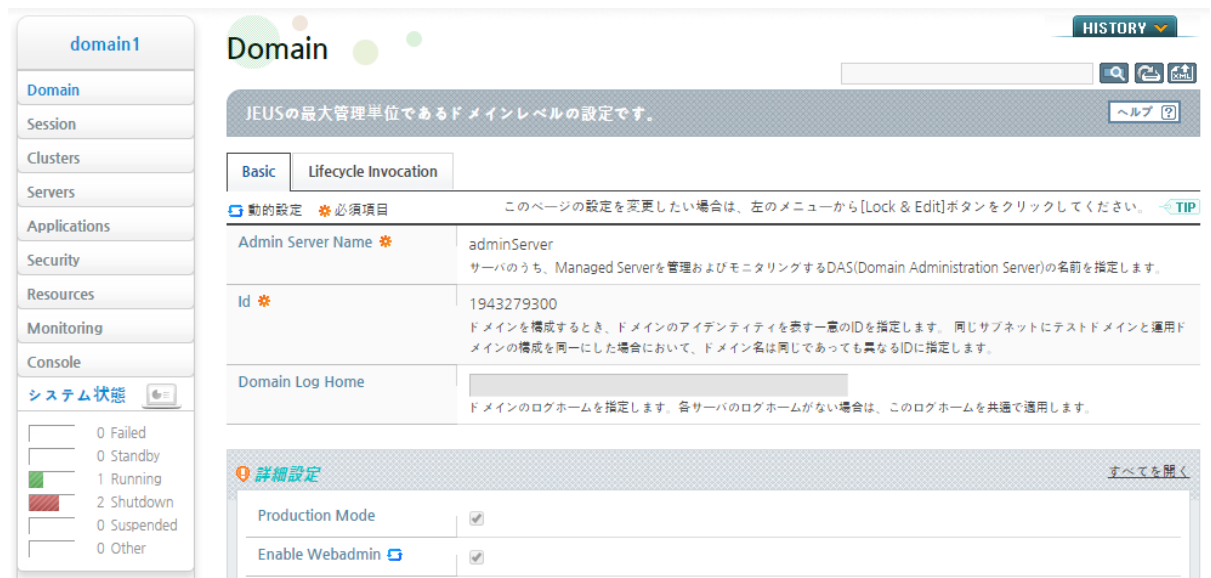 domain1
Domain
Session
Clusters
Servers
Applications
Security
Resources
Monitoring
Console
システム状態
0 Failed
0 Standby
1 Running
2 Shutdown
0 Suspended
0 Other
Domain
HISTORY
XML
JEUSの最大管理単位であるドメインレベルの設定です。
ヘルプ ?
Basic
Lifecycle Invocation
動的設定 必須項目
このページの設定を変更したい場合は、左のメニューから[Lock & Edit]ボタンをクリックしてください。 TIP
Admin Server Name
adminServer
サーバのうち、Managed Serverを管理およびモニタリングするDAS(Domain Administration Server)の名前を指定します。
Id
1943279300
ドメインを構成するとき、ドメインのアイデンティティを表す一意のIDを指定します。 同じサブネットにテストドメインと運用ド
メインの構成を同一にした場合において、ドメイン名は同じであっても異なるIDに指定します。
Domain Log Home
ドメインのログホームを指定します。各サーバのログホームがない場合は、このログホームを共通で適用します。
詳細設定
すべてを開く
Production Mode
Enable Webadmin